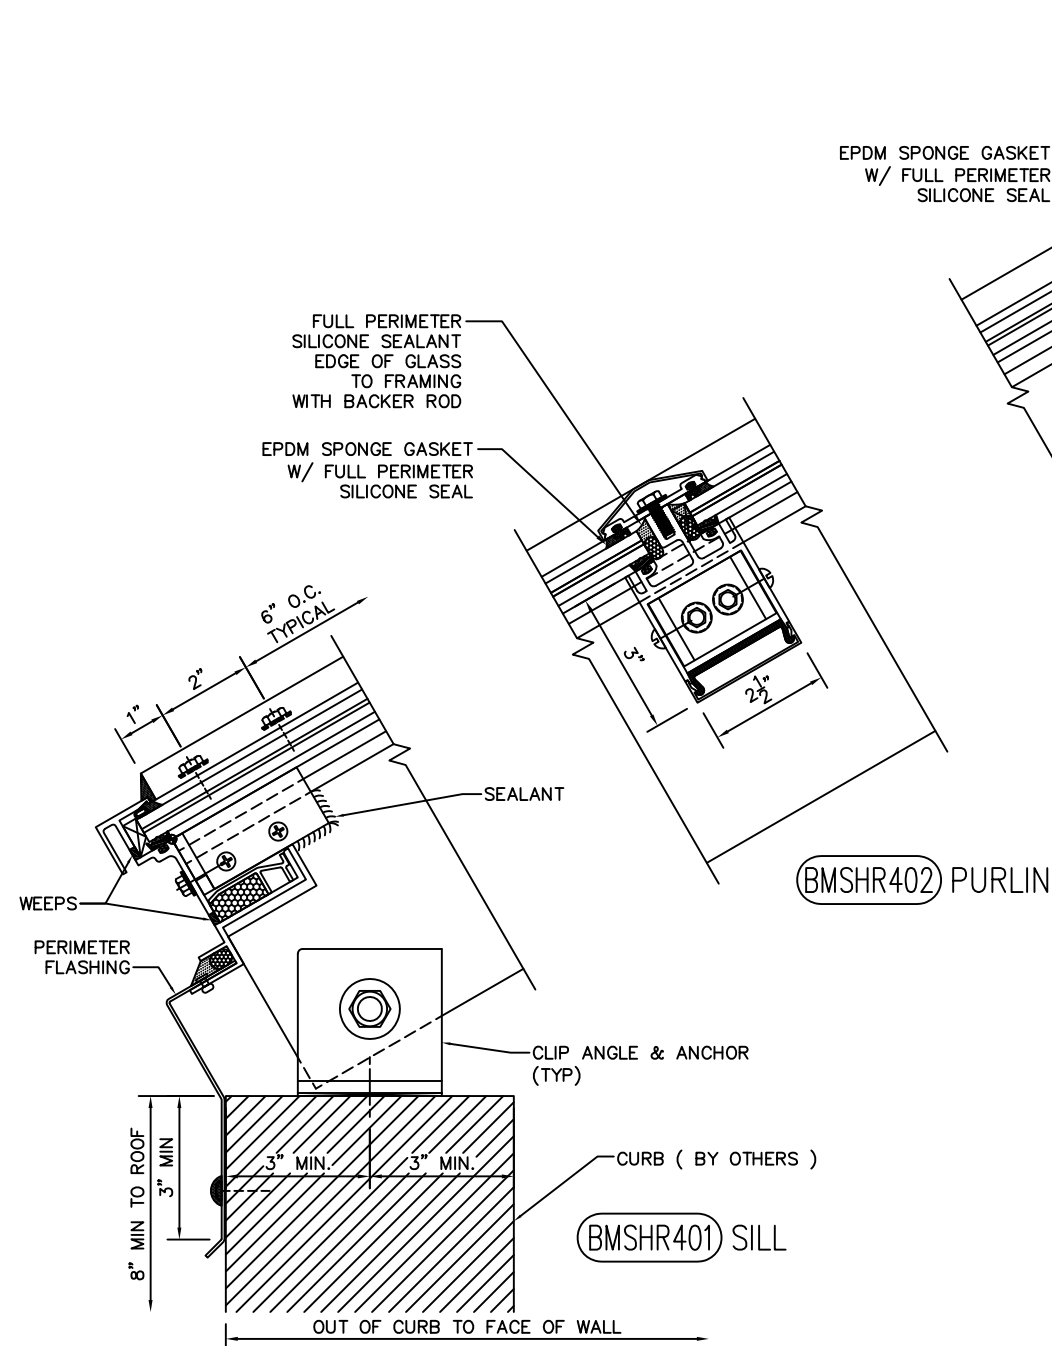 EPDM SPONGE GASKET
W/ FULL PERIMETER
SILICONE SEAL
FULL PERIMETER
SILICONE SEALANT
EDGE OF GLASS
TO FRAMING
WITH BACKER ROD
EPDM SPONGE GASKET
W/ FULL PERIMETER
SILICONE SEAL
6" O.C.
TYPICAL
2"
1"
3"
2 1/2"
SEALANT
BMSHR402 PURLIN
WEEPS
PERIMETER
FLASHING
CLIP ANGLE & ANCHOR
(TYP)
8" MIN TO ROOF
3" MIN
3" MIN.
3" MIN.
CURB ( BY OTHERS )
BMSHR401 SILL
OUT OF CURB TO FACE OF WALL